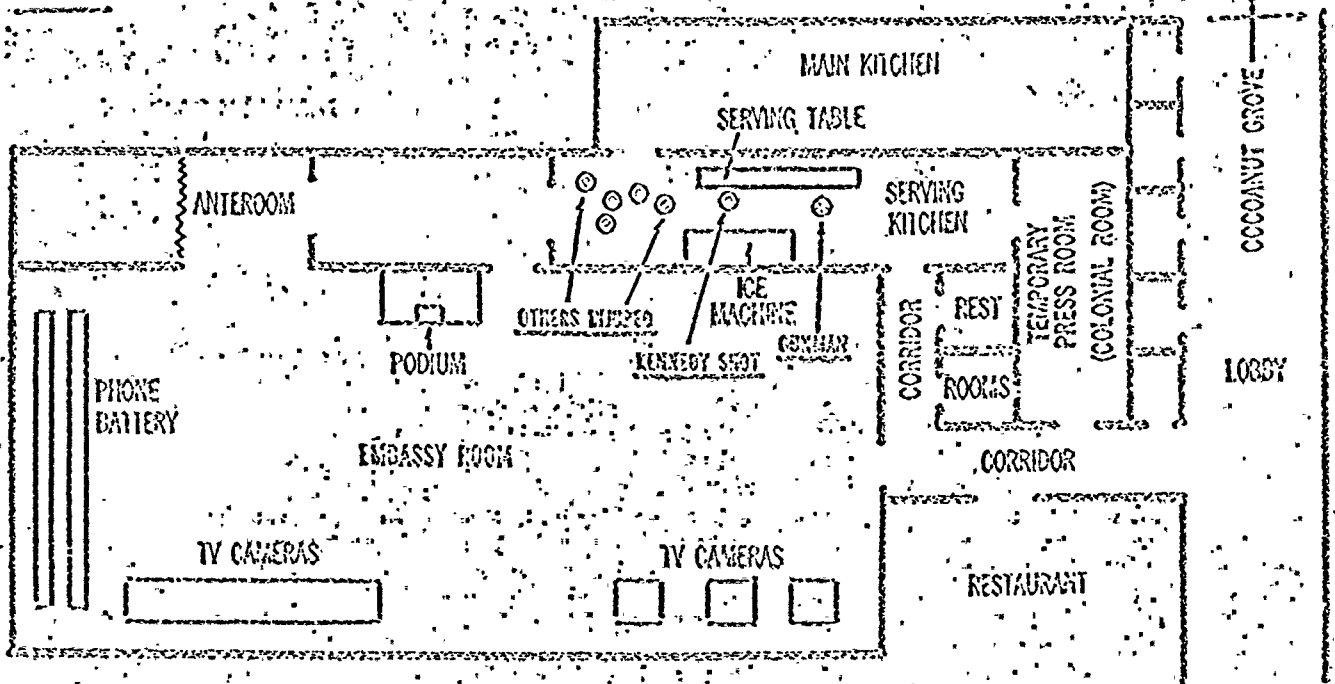 MAIN KITCHEN
SERVING TABLE
ANTEROOM
SERVING
KITCHEN
TEMPORARY
PRESS ROOM
(COLONIAL ROOM)
COCOANUT GROVE
OTHERS
ICE
MACHINE
GUNMAN
KENNEDY SHOT
PODIUM
CORRIDOR
REST
ROOMS
LOBBY
PHONE
BATTERY
EMBASSY ROOM
CORRIDOR
TV CAMERAS
TV CAMERAS
RESTAURANT